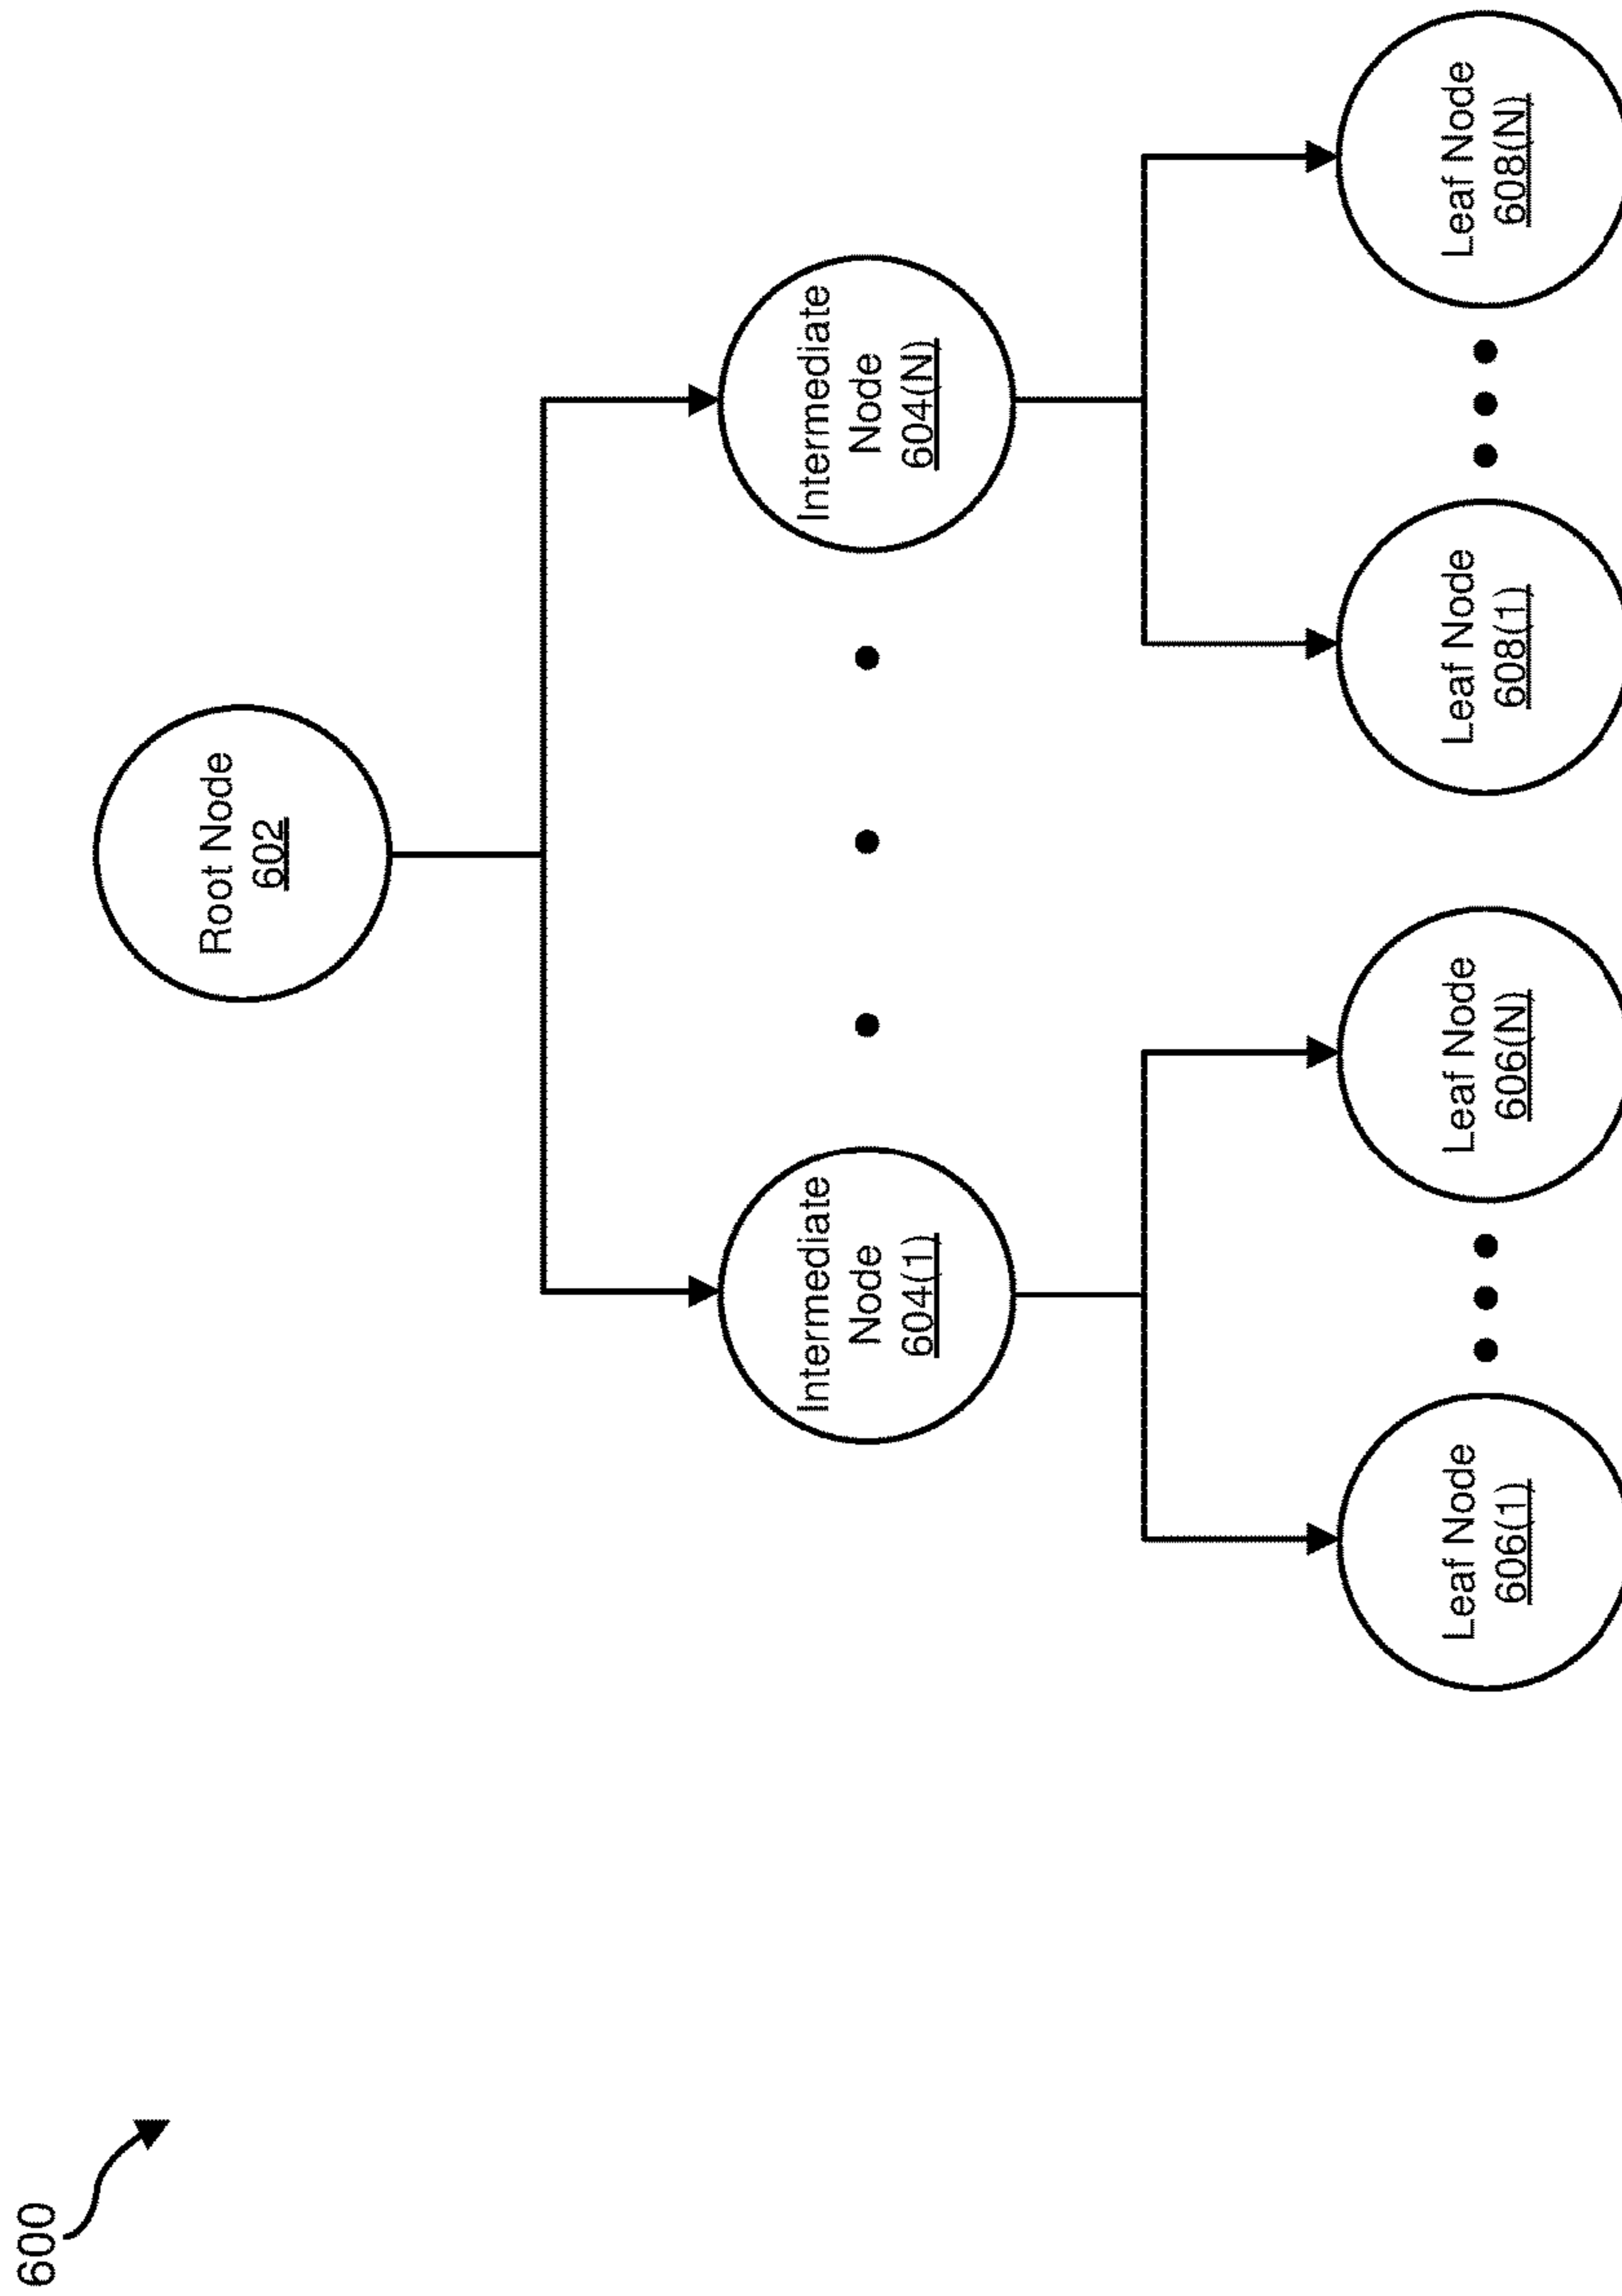 600
Root Node
602
Intermediate
Node
604(1)
Intermediate
Node
604(N)
Leaf Node
606(1)
Leaf Node
606(N)
Leaf Node
608(1)
Leaf Node
608(N)